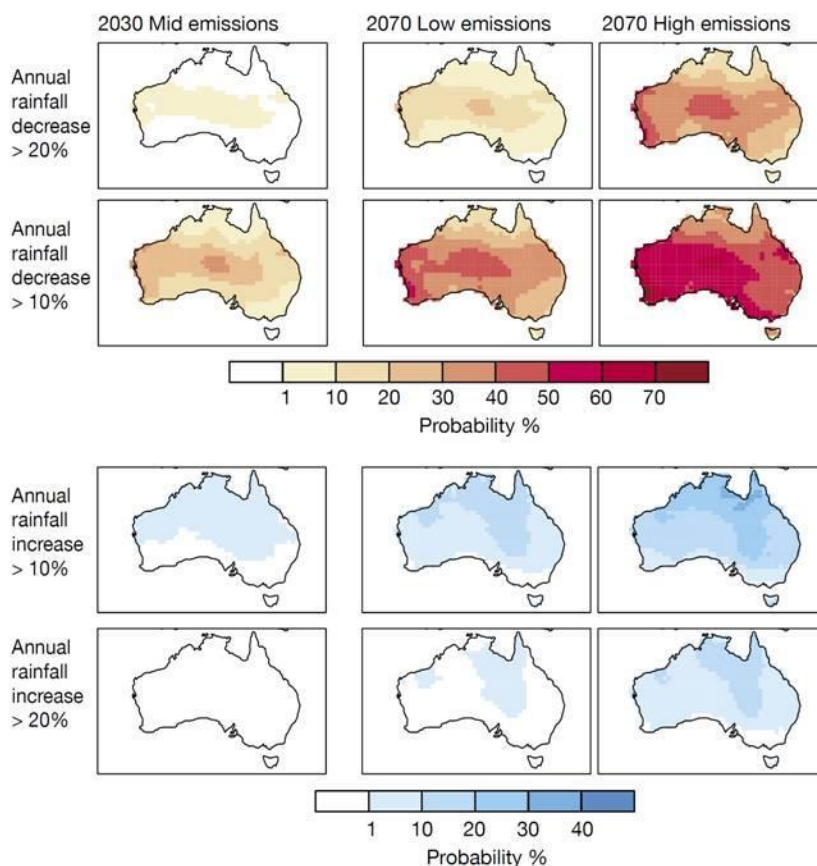 2030 Mid emissions 2070 Low emissions 2070 High emissions
Annual
rainfall
decrease
> 20%
Annual
rainfall
decrease
> 10%
1 10 20 30 40 50 60 70
Probability %
Annual
rainfall
increase
> 10%
Annual
rainfall
increase
> 20%
1 10 20 30 40
Probability %